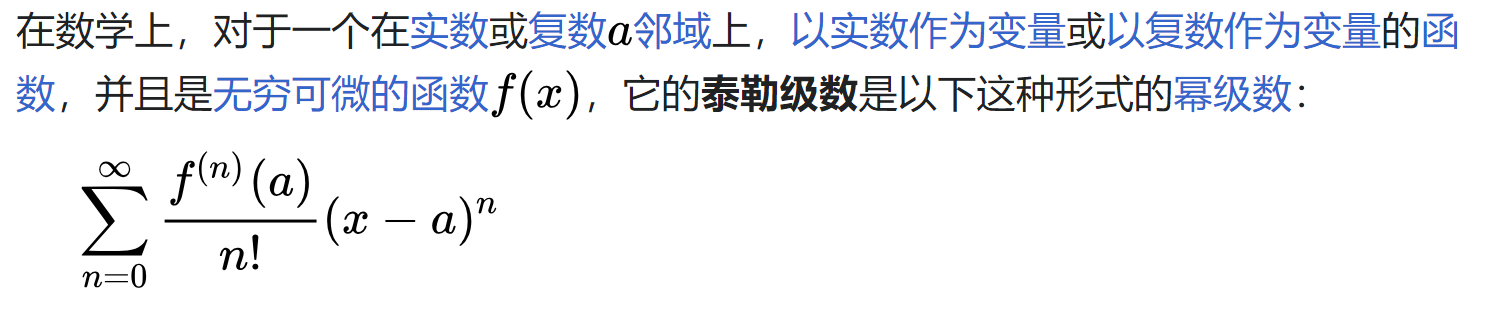 在数学上，对于一个在实数或复数a邻域上，以实数作为变量或以复数作为变量的函
数，并且是无穷可微的函数f(x)，它的泰勒级数是以下这种形式的幂级数：
\sum_{n=0}^{\infty} \frac{f^{(n)}(a)}{n!}(x-a)^n